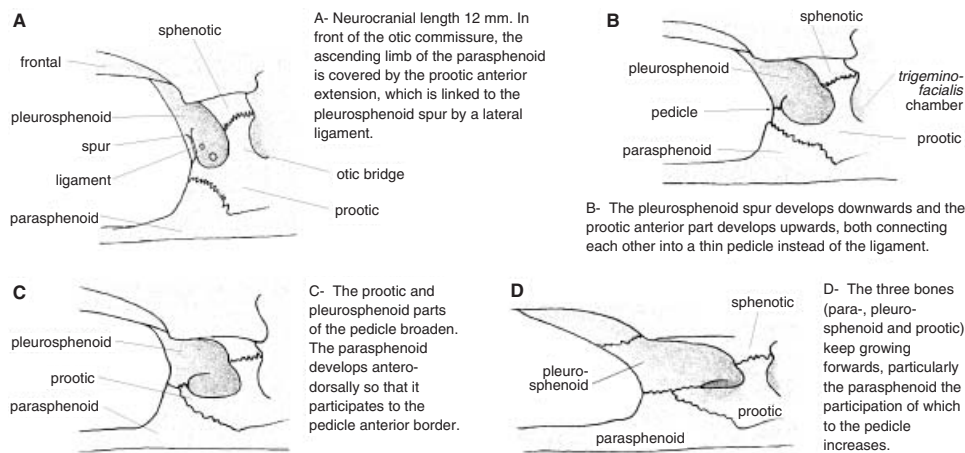 A
sphenotic
frontal
pleurosphenoid
spur
ligament
parasphenoid
otic bridge
prootic
A- Neurocranial length 12 mm. In
front of the otic commissure, the
ascending limb of the parasphenoid
is covered by the prootic anterior
extension, which is linked to the
pleurosphenoid spur by a lateral
ligament.
B
sphenotic
pleurosphenoid
trigemino-
facialis
chamber
pedicle
prootic
parasphenoid
B- The pleurosphenoid spur develops downwards and the
prootic anterior part develops upwards, both connecting
each other into a thin pedicle instead of the ligament.
C
pleurosphenoid
prootic
parasphenoid
C- The prootic and
pleurosphenoid parts
of the pedicle broaden.
The parasphenoid
develops antero-
dorsally so that it
participates to the
pedicle anterior border.
D
sphenotic
pleuro-
sphenoid
prootic
parasphenoid
D- The three bones
(para-, pleuro-
sphenoid and prootic)
keep growing
forwards, particularly
the parasphenoid the
participation of which
to the pedicle
increases.